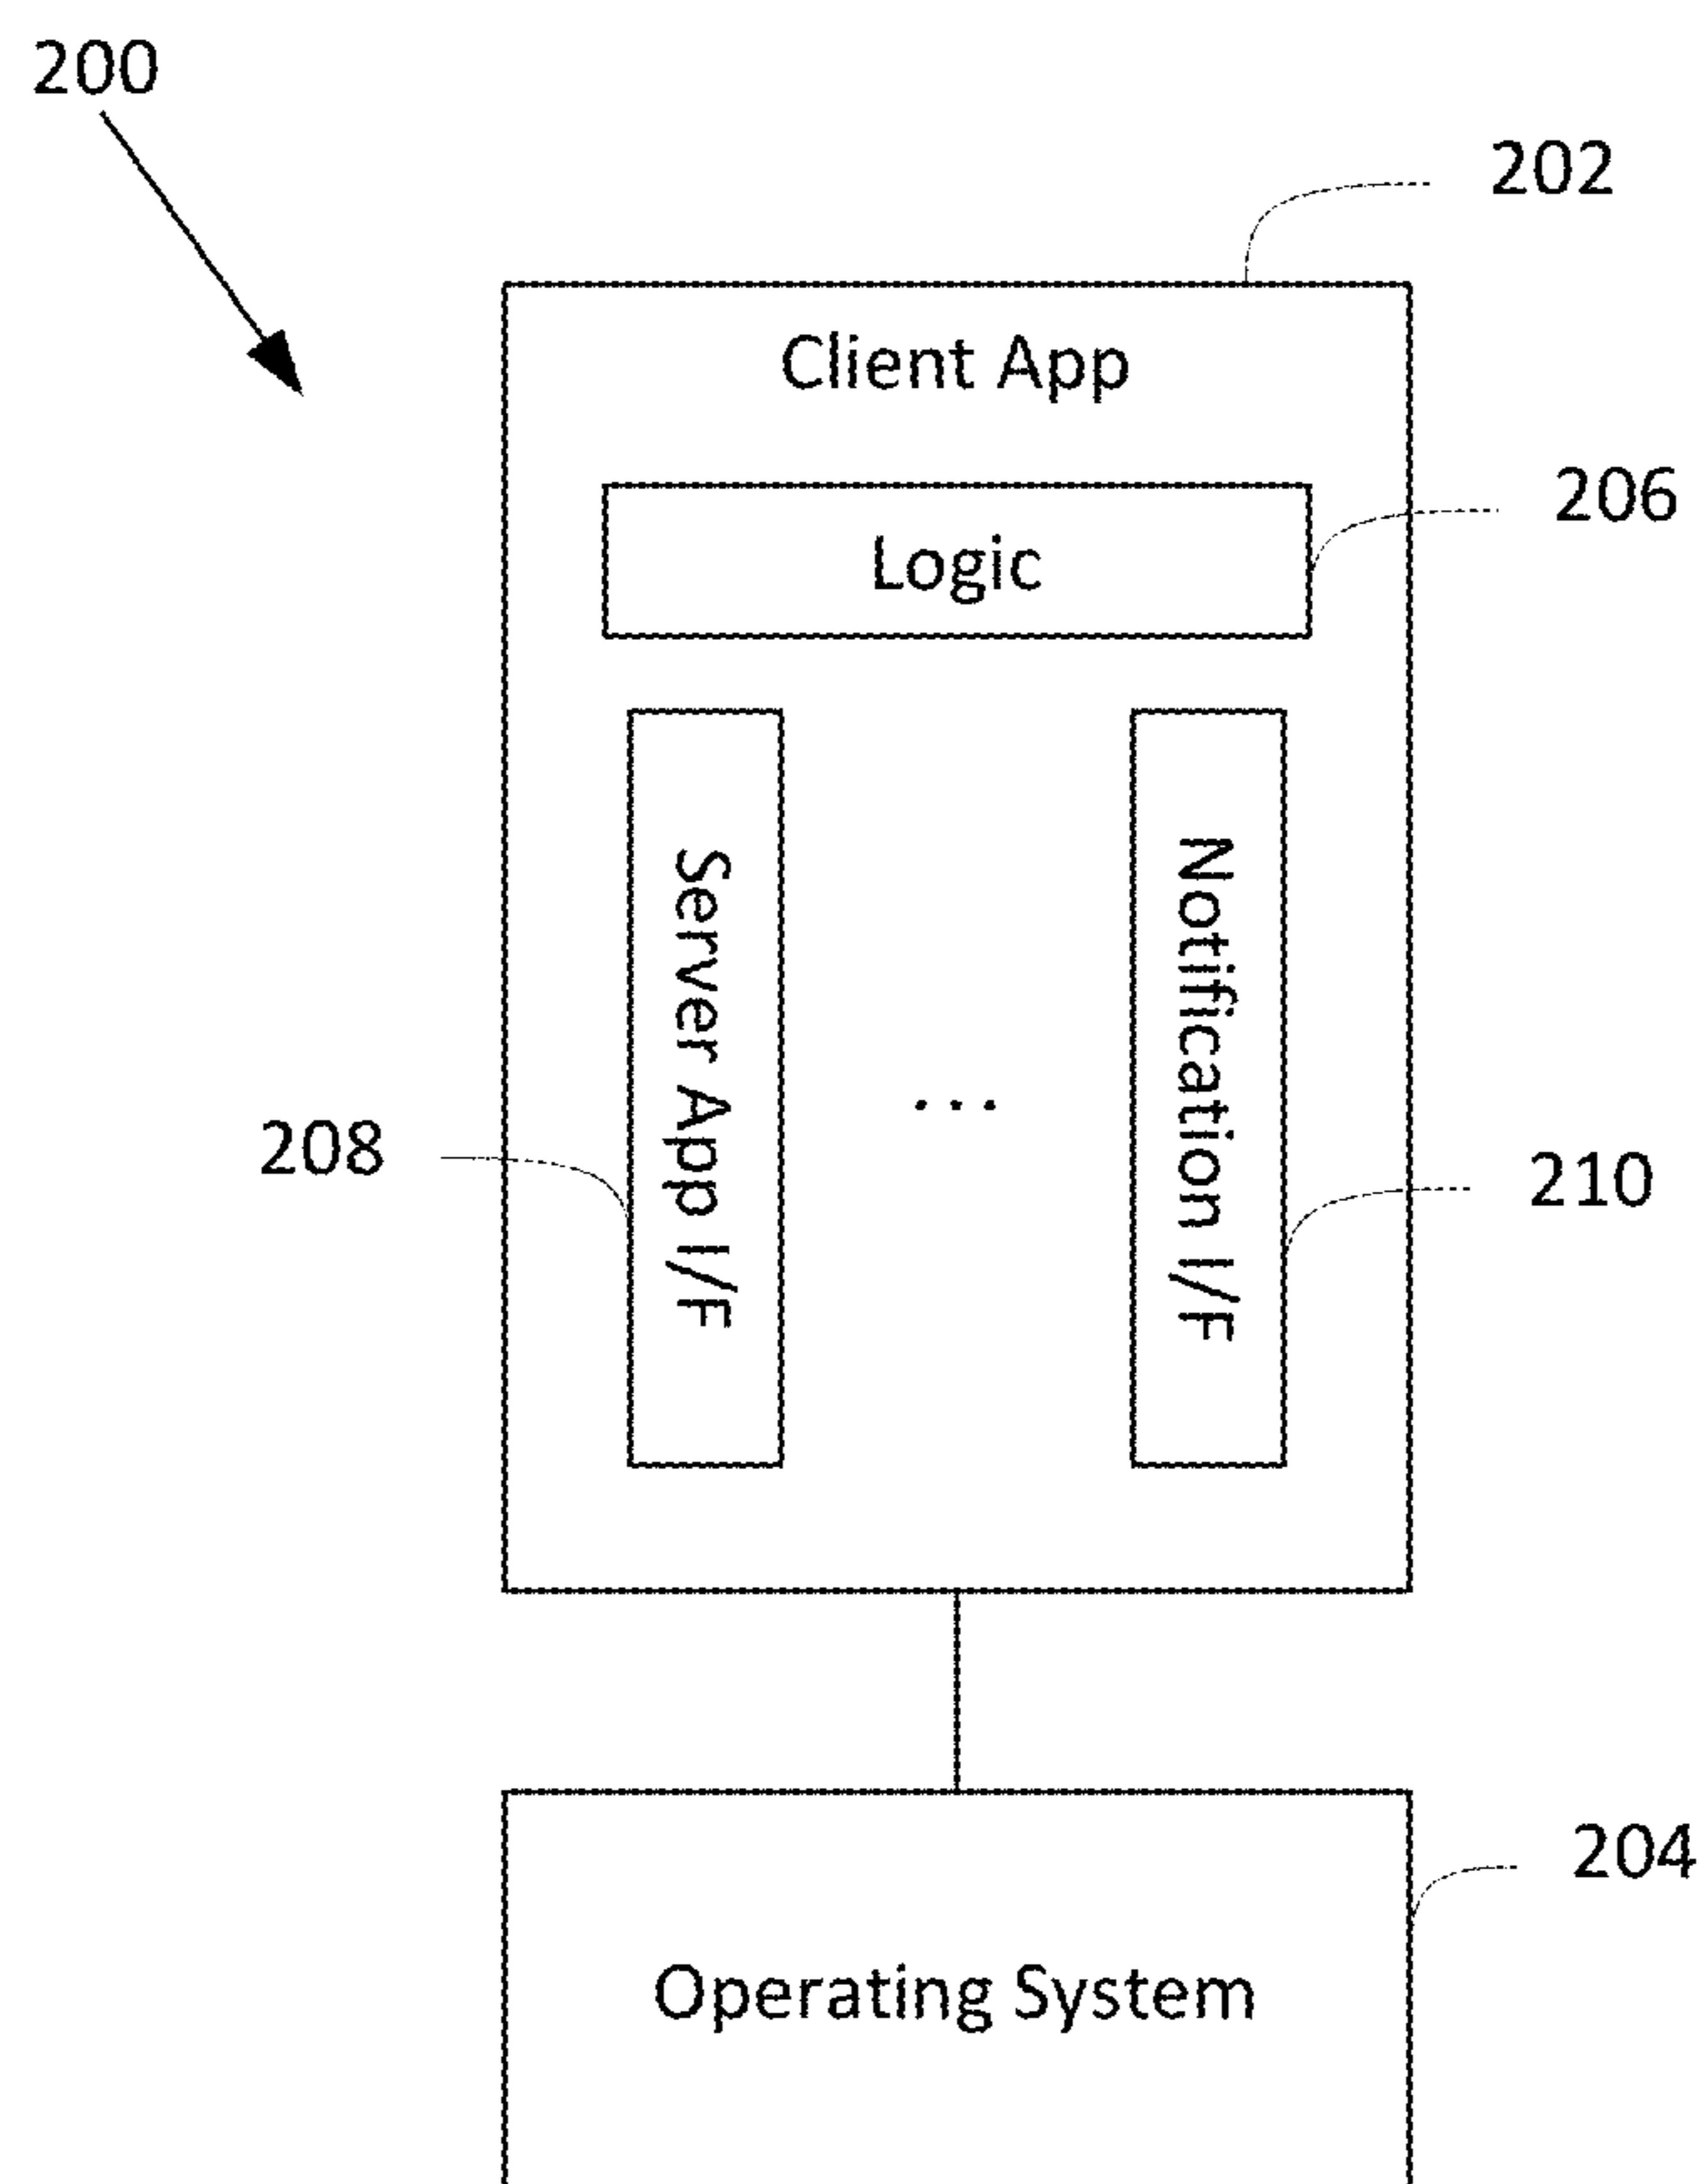 200
202
Client App
206
Logic
Server App I/F
Notification I/F
...
208
210
204
Operating System